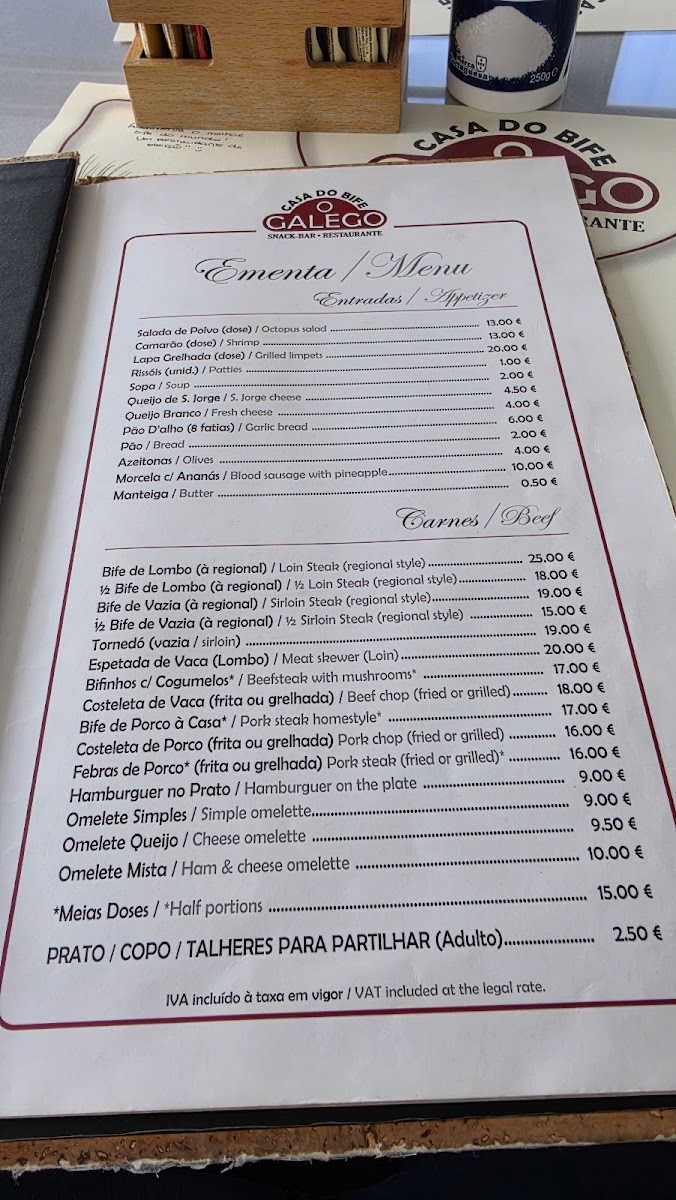 Marca
Portuguesa
250g e
CASA DO BIFE
GO
RANTE
CASA DO BIFE
O
GALEGO
SNACK-BAR • RESTAURANTE
Ementa / Menu
Entradas / Appetizer
Salada de Polvo (dose) / Octopus salad 13.00 €
Camarão (dose) / Shrimp 13.00 €
Lapa Grelhada (dose) / Grilled limpets 20.00 €
Rissóis (unid.) / Patties 1.00 €
Sopa / Soup 2.00 €
Queijo de S. Jorge / S. Jorge cheese 4.50 €
Queijo Branco / Fresh cheese 4.00 €
Pão D'alho (8 fatias) / Garlic bread 6.00 €
Pão / Bread 2.00 €
Azeitonas / Olives 4.00 €
Morcela c/ Ananás / Blood sausage with pineapple 10.00 €
Manteiga / Butter 0.50 €
Carnes / Beef
Bife de Lombo (à regional) / Loin Steak (regional style) 25.00 €
½ Bife de Lombo (à regional) / ½ Loin Steak (regional style) 18.00 €
Bife de Vazia (à regional) / Sirloin Steak (regional style) 19.00 €
½ Bife de Vazia (à regional) / ½ Sirloin Steak (regional style) 15.00 €
Tornedó (vazia / sirloin) 19.00 €
Espetada de Vaca (Lombo) / Meat skewer (Loin) 20.00 €
Bifinhos c/ Cogumelos* / Beefsteak with mushrooms* 17.00 €
Costeleta de Vaca (frita ou grelhada) / Beef chop (fried or grilled) 18.00 €
Bife de Porco à Casa* / Pork steak homestyle* 17.00 €
Costeleta de Porco (frita ou grelhada) Pork chop (fried or grilled) 16.00 €
Febras de Porco* (frita ou grelhada) Pork steak (fried or grilled)* 16.00 €
Hamburguer no Prato / Hamburguer on the plate 9.00 €
Omelete Simples / Simple omelette 9.00 €
Omelete Queijo / Cheese omelette 9.50 €
Omelete Mista / Ham & cheese omelette 10.00 €
*Meias Doses / *Half portions 15.00 €
PRATO / COPO / TALHERES PARA PARTILHAR (Adulto) 2.50 €
IVA incluído à taxa em vigor / VAT included at the legal rate.